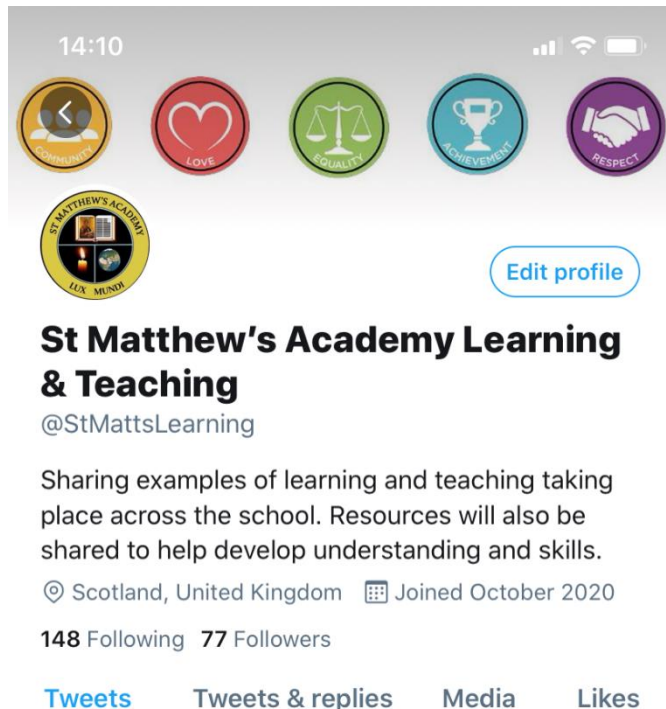 14:10
COMMUNITY
LOVE
EQUALITY
ACHIEVEMENT
RESPECT
ST MATTHEW'S ACADEMY
LUX MUNDI
Edit profile
St Matthew's Academy Learning
& Teaching
@StMattsLearning
Sharing examples of learning and teaching taking
place across the school. Resources will also be
shared to help develop understanding and skills.
Scotland, United Kingdom Joined October 2020
148 Following 77 Followers
Tweets Tweets & replies Media Likes